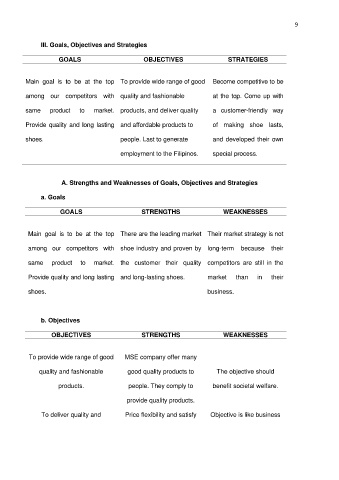 9
III. Goals, Objectives and Strategies
GOALS OBJECTIVES STRATEGIES
Main goal is to be at the top To provide wide range of good Become competitive to be
among our competitors with quality and fashionable at the top. Come up with
same product to market. products, and deliver quality a customer-friendly way
Provide quality and long lasting and affordable products to of making shoe lasts,
shoes. people. Last to generate and developed their own
employment to the Filipinos. special process.
A. Strengths and Weaknesses of Goals, Objectives and Strategies
a. Goals
GOALS STRENGTHS WEAKNESSES
Main goal is to be at the top There are the leading market Their market strategy is not
among our competitors with shoe industry and proven by long-term because their
same product to market. the customer their quality competitors are still in the
Provide quality and long lasting and long-lasting shoes. market than in their
shoes. business.
b. Objectives
OBJECTIVES STRENGTHS WEAKNESSES
To provide wide range of good MSE company offer many
quality and fashionable good quality products to The objective should
products. people. They comply to benefit societal welfare.
provide quality products.
To deliver quality and Price flexibility and satisfy Objective is like business